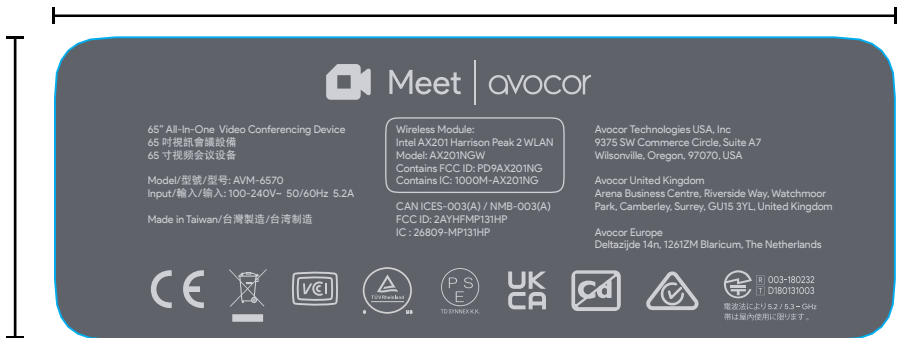 Meet | avocor
65" All-In-One Video Conferencing Device
65 吋視訊會議設備
65 寸视频会议设备
Model/型號/型号: AVM-6570
Input/輸入/输入: 100-240V~ 50/60Hz 5.2A
Made in Taiwan/台灣製造/台湾制造
Wireless Module:
Intel AX201 Harrison Peak 2 WLAN
Model: AX201NGW
Contains FCC ID: PD9AX201NG
Contains IC: 1000M-AX201NG
CAN ICES-003(A) / NMB-003(A)
FCC ID: 2AYHFMP131HP
IC : 26809-MP131HP
Avocor Technologies USA, Inc
9375 SW Commerce Circle, Suite A7
Wilsonville, Oregon, 97070, USA
Avocor United Kingdom
Arena Business Centre, Riverside Way, Watchmoor
Park, Camberley, Surrey, GU15 3YL, United Kingdom
Avocor Europe
Deltazijde 14n, 1261ZM Blaricum, The Netherlands
CE
VCI
TÜVRheinland
PS
E
TD SYNNEX K.K.
UK
CA
Cd
R 003-180232
T D180131003
電波法により5.2 / 5.3 – GHz
帯は屋内使用に限ります。